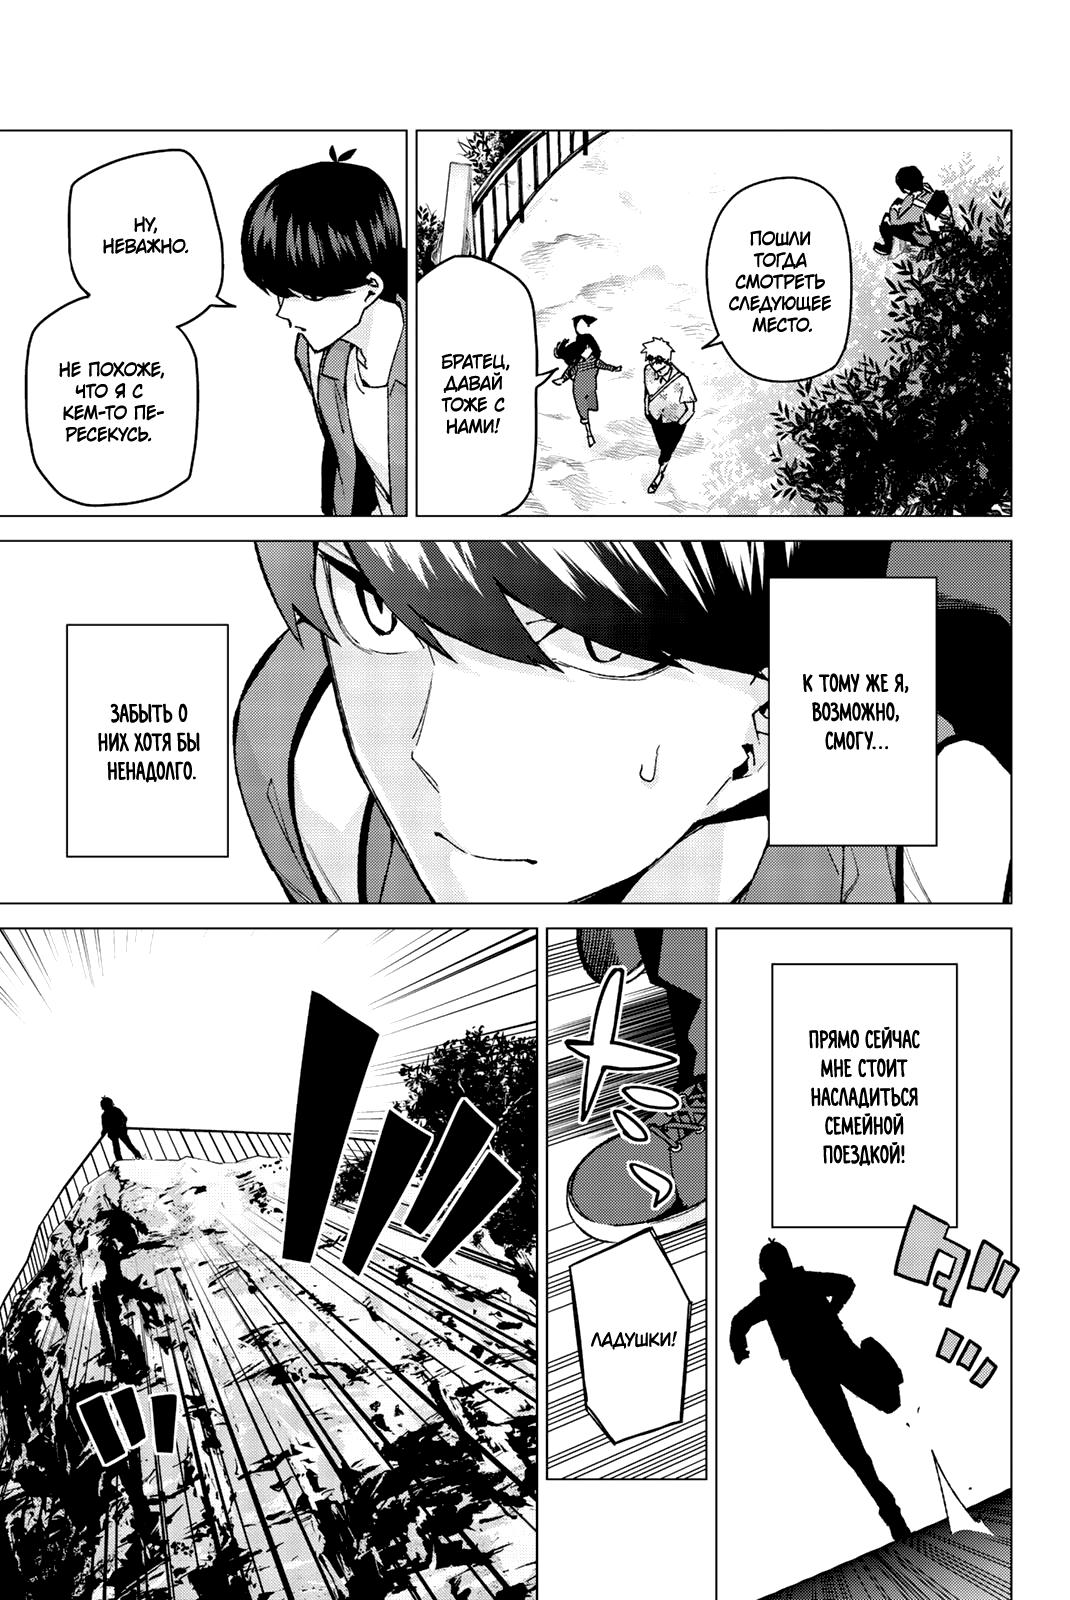 ПОШЛИ
ТОГДА
СМОТРЕТЬ
СЛЕДУЮЩЕЕ
МЕСТО.
БРАТЕЦ,
ДАВАЙ
ТОЖЕ С
НАМИ!
НУ,
НЕВАЖНО.
НЕ ПОХОЖЕ,
ЧТО Я С
КЕМ-ТО ПЕ-
РЕСЕКУСЬ.
К ТОМУ ЖЕ Я,
ВОЗМОЖНО,
СМОГУ...
ЗАБЫТЬ О
НИХ ХОТЯ БЫ
НЕНАДОЛГО.
ПРЯМО СЕЙЧАС
МНЕ СТОИТ
НАСЛАДИТЬСЯ
СЕМЕЙНОЙ
ПОЕЗДКОЙ!
ЛАДУШКИ!